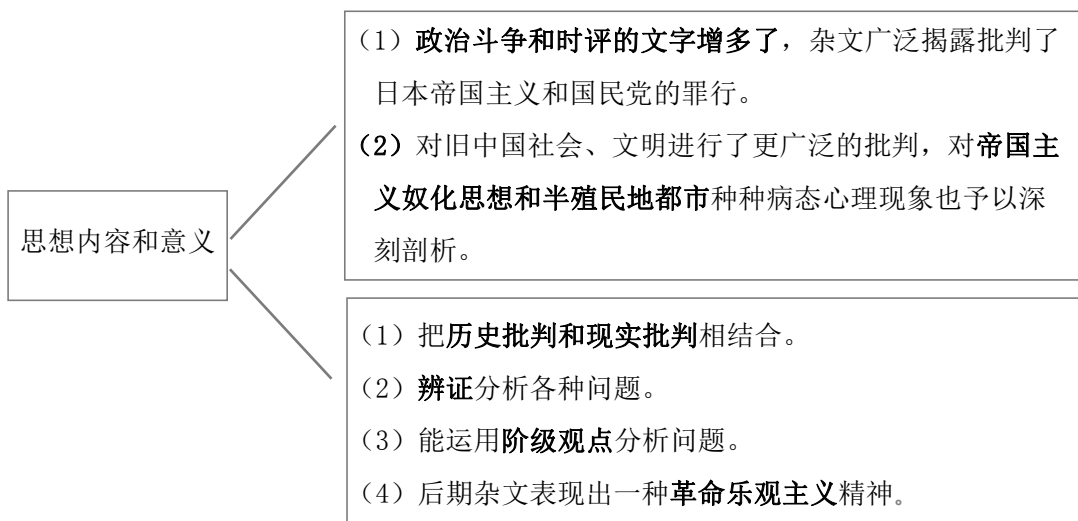 （1）政治斗争和时评的文字增多了，杂文广泛揭露批判了
日本帝国主义和国民党的罪行。
（2）对旧中国社会、文明进行了更广泛的批判，对帝国主
义奴化思想和半殖民地都市种种病态心理现象也予以深
刻剖析。
思想内容和意义
（1）把历史批判和现实批判相结合。
（2）辨证分析各种问题。
（3）能运用阶级观点分析问题。
（4）后期杂文表现出一种革命乐观主义精神。